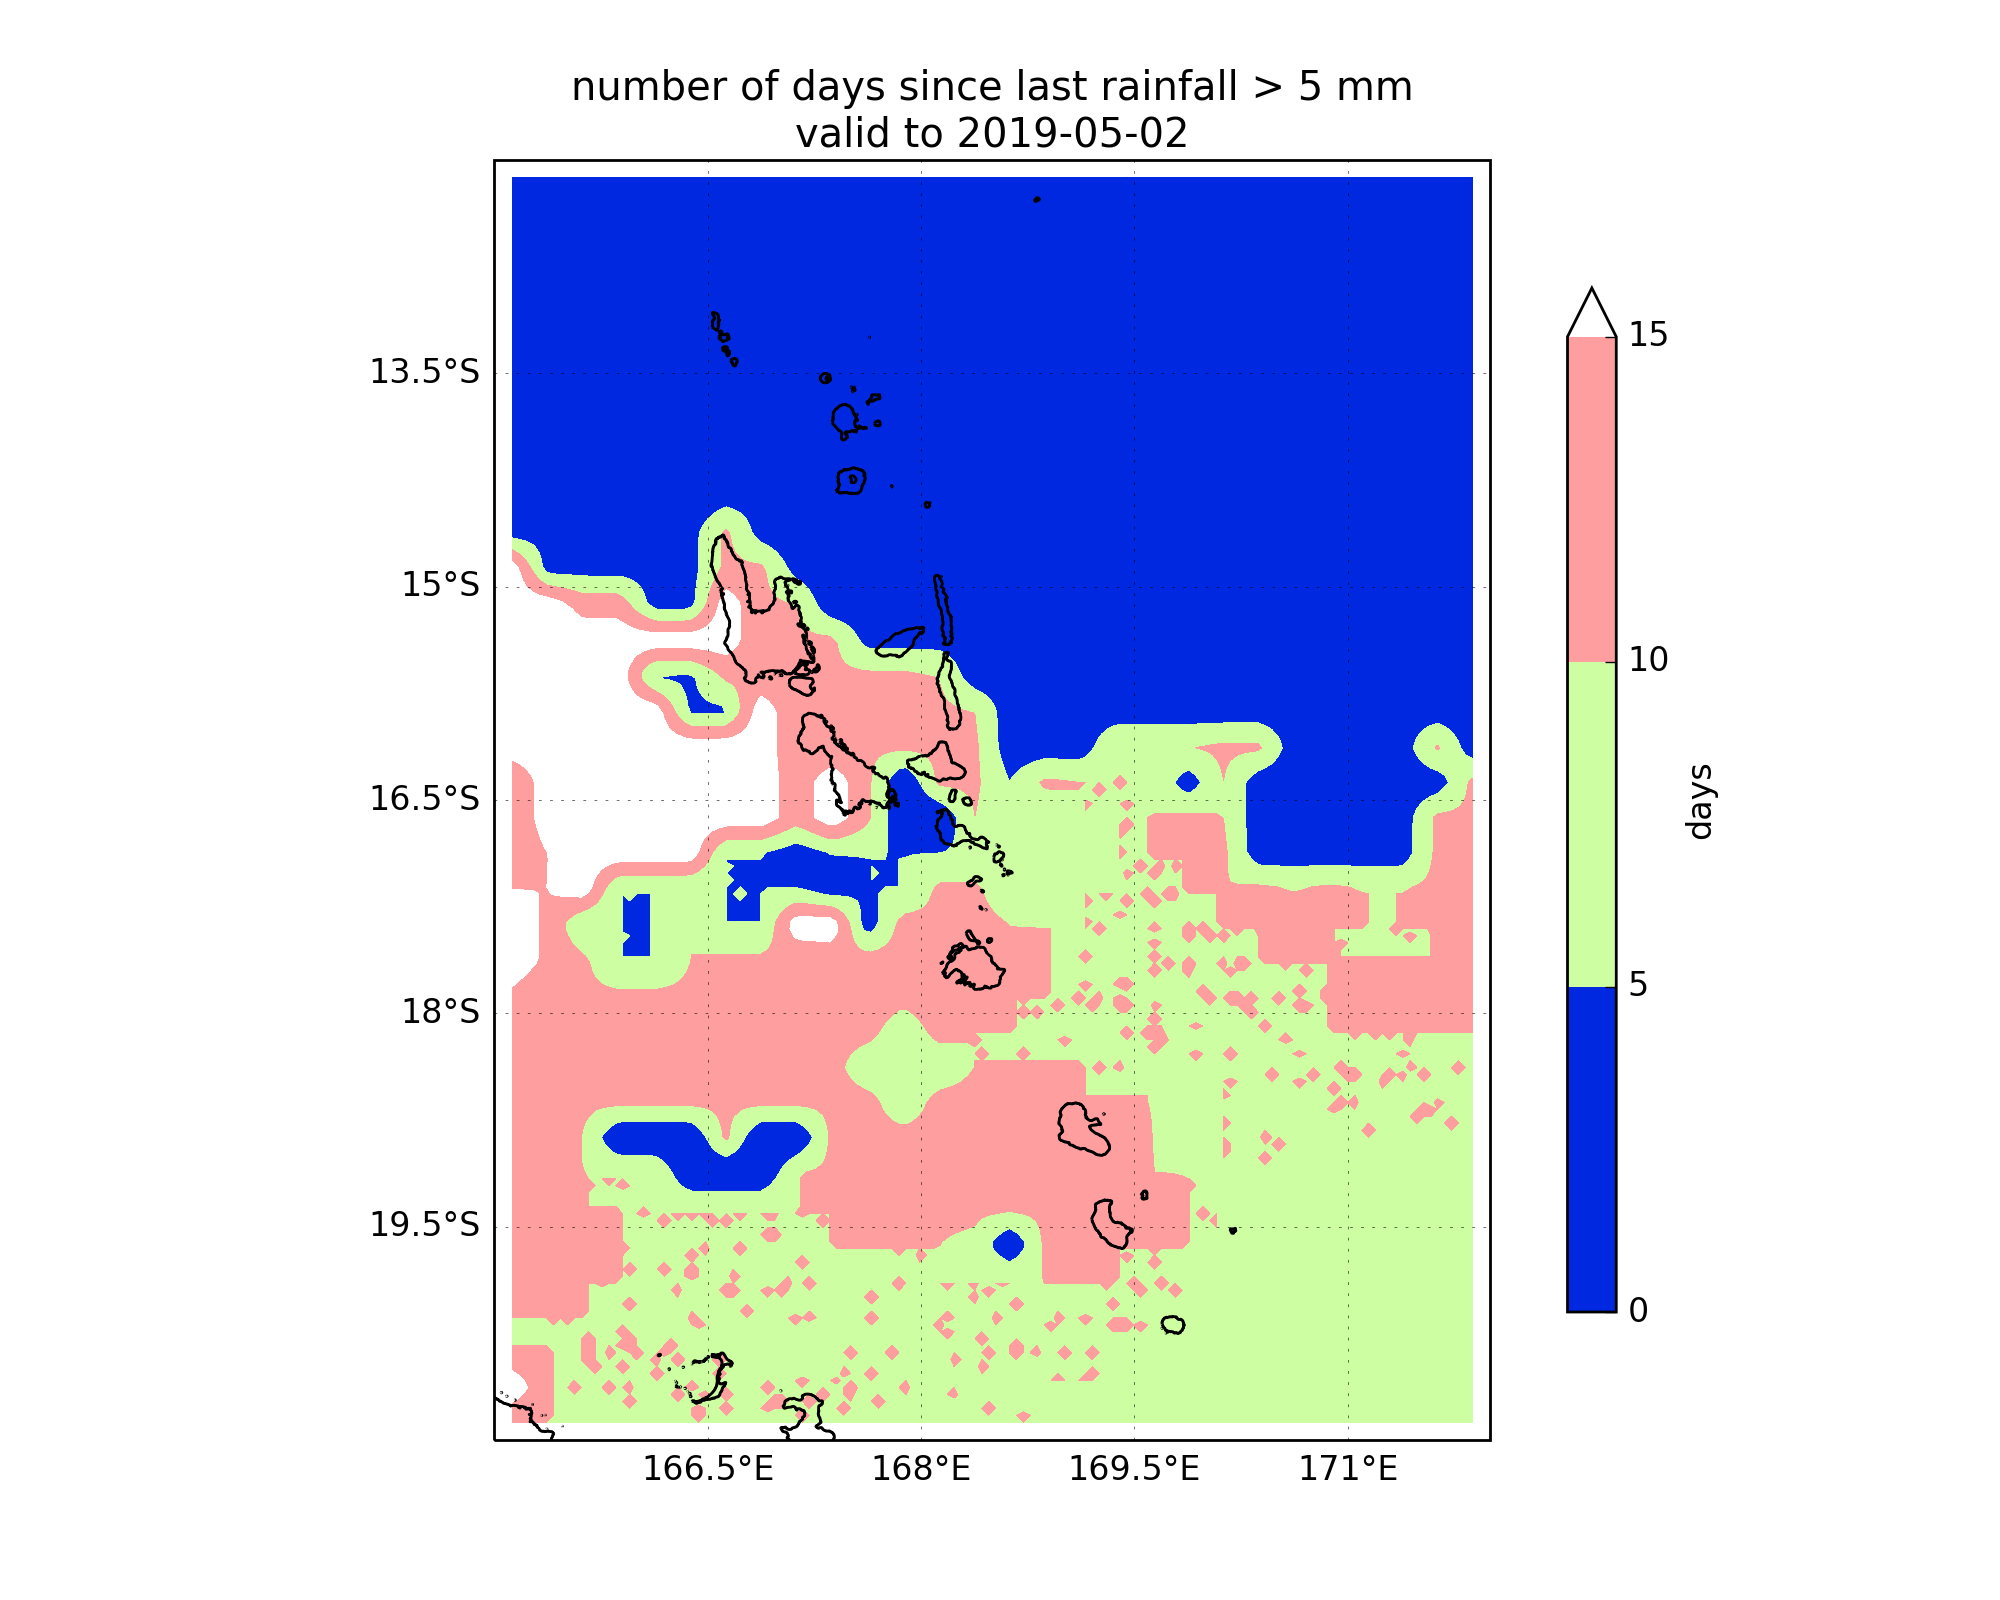 number of days since last rainfall > 5 mm
valid to 2019-05-02
13.5°S
15°S
16.5°S
18°S
19.5°S
166.5°E
168°E
169.5°E
171°E
15
10
5
0
days